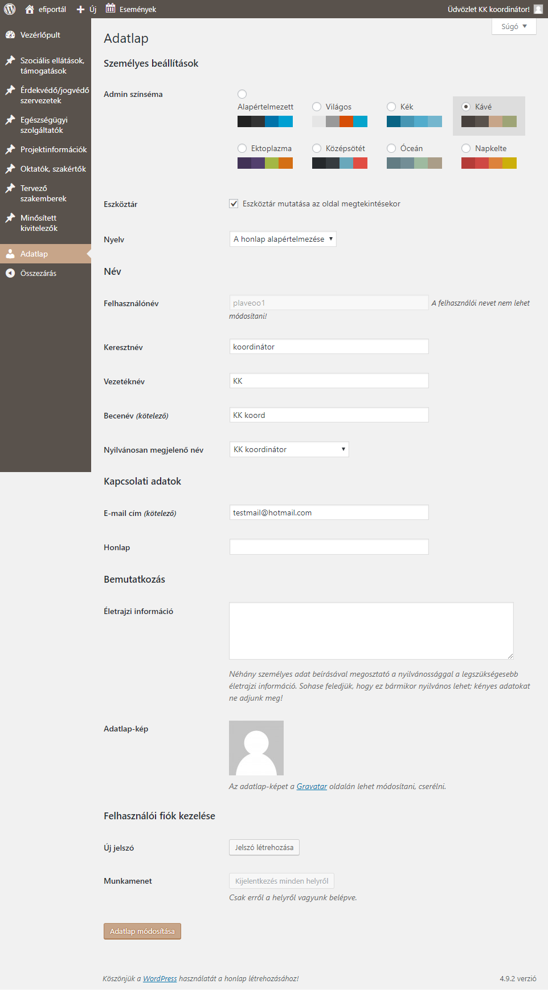 efiportál Új Események Üdvözlet KK koordinátor!
Súgó
Vezérlőpult
Szociális ellátások,
támogatások
Érdekvédő/jogvédő
szervezetek
Egészségügyi
szolgáltatók
Projektinformációk
Oktatók, szakértők
Tervező
szakemberek
Minősített
kivitelezők
Adatlap
Összezárás
Adatlap
Személyes beállítások
Admin színséma
Alapértelmezett Világos Kék Kávé
Ektoplazma Középsötét Óceán Napkelte
Eszköztár Eszköztár mutatása az oldal megtekintésekor
Nyelv A honlap alapértelmezése
Név
Felhasználónév plaveoo1 A felhasználói nevet nem lehet
módosítani!
Keresztnév koordinátor
Vezetéknév KK
Becenév (kötelező) KK koord
Nyilvánosan megjelenő név KK koordinátor
Kapcsolati adatok
E-mail cím (kötelező) testmail@hotmail.com
Honlap
Bemutatkozás
Életrajzi információ
Néhány személyes adat beírásával megosztató a nyilvánossággal a legszükségesebb
életrajzi információ. Sohase feledjük, hogy ez bármikor nyilvános lehet; kényes adatokat
ne adjunk meg!
Adatlap-kép
Az adatlap-képet a Gravatar oldalán lehet módosítani, cserélni.
Felhasználói fiók kezelése
Új jelszó Jelszó létrehozása
Munkamenet Kijelentkezés minden helyről
Csak erről a helyről vagyunk belépve.
Adatlap módosítása
Köszönjük a WordPress használatát a honlap létrehozásához! 4.9.2 verzió